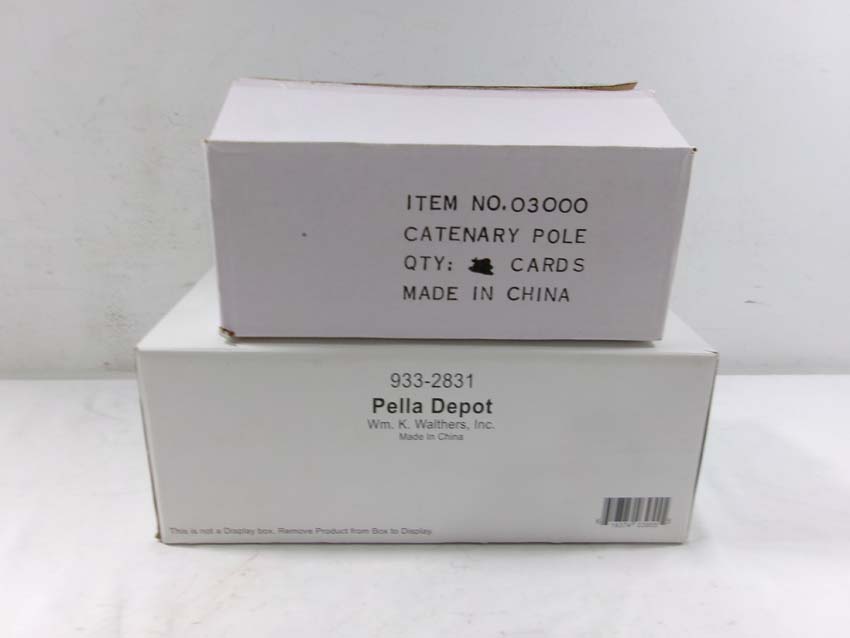 ITEM NO.03000
CATENARY POLE
QTY: CARDS
MADE IN CHINA
933-2831
Pella Depot
Wm. K. Walthers, Inc.
Made In China
This is not a Display box. Remove Product from Box to Display.